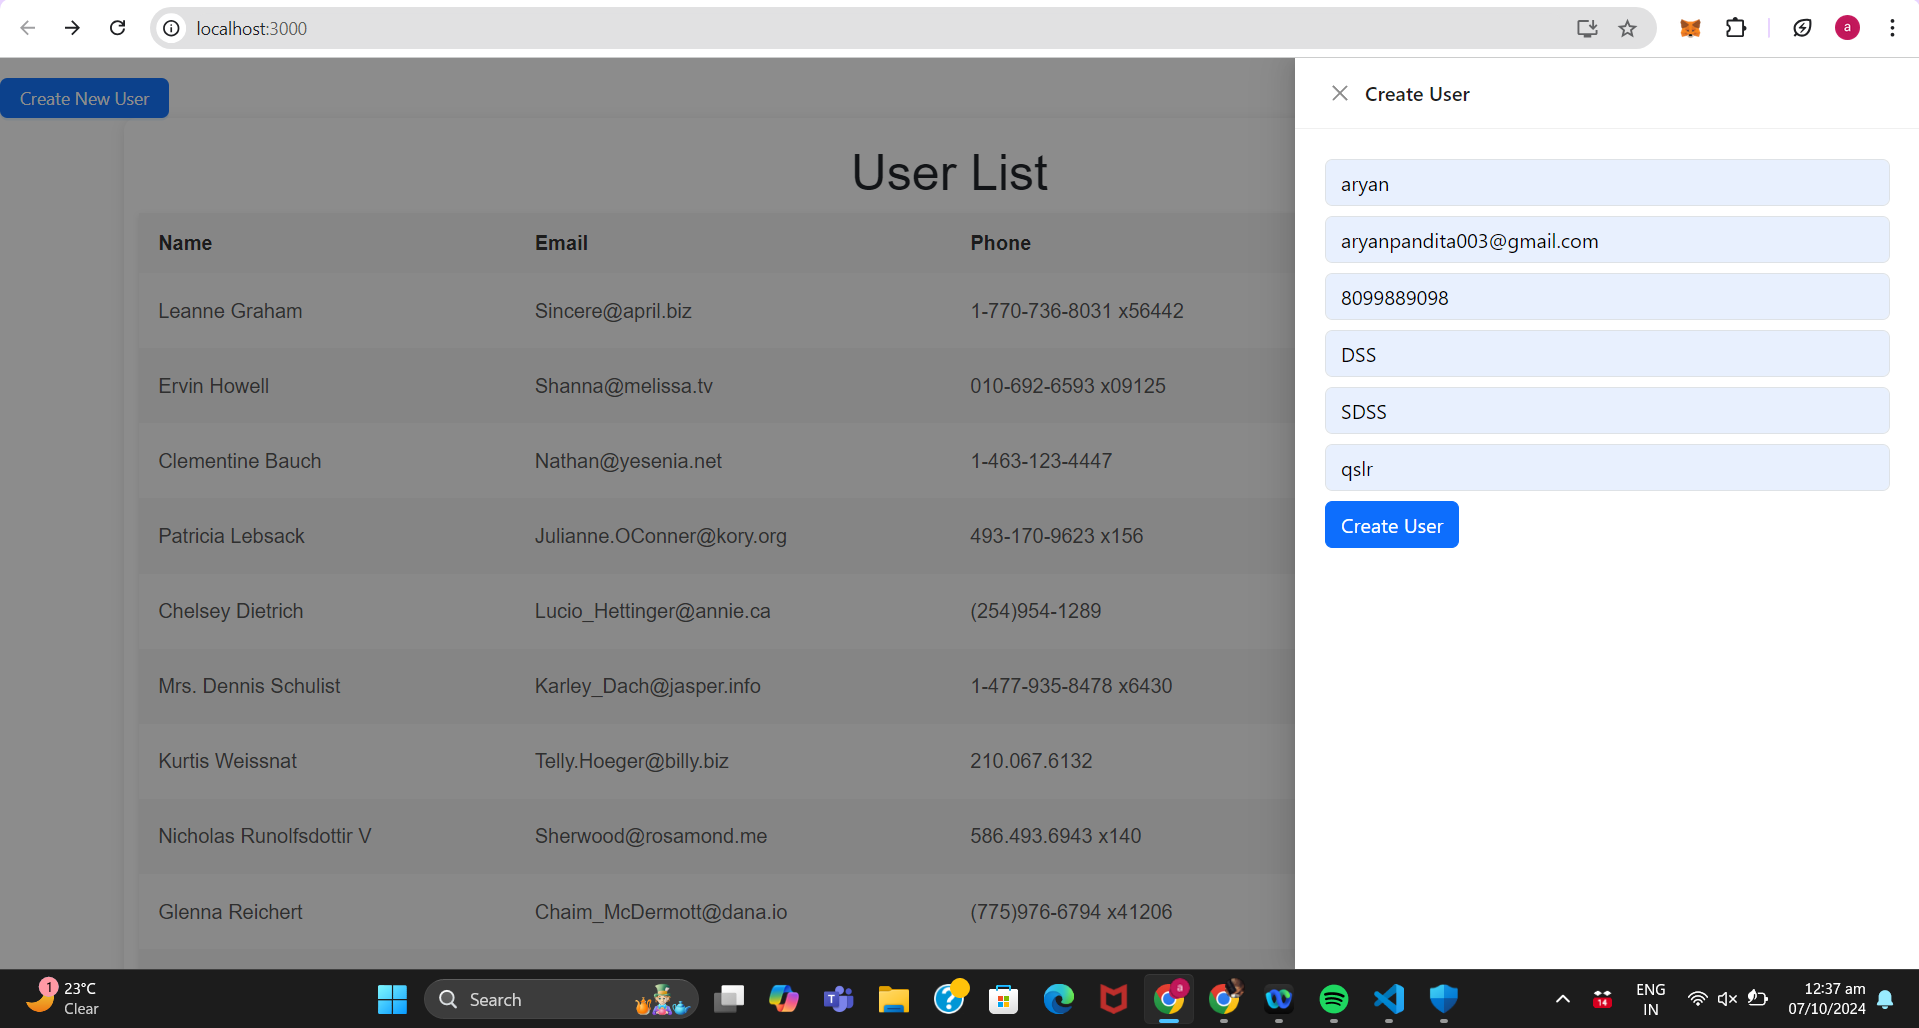 localhost:3000
a
Create New User
User List
Name Email Phone
Leanne Graham Sincere@april.biz 1-770-736-8031 x56442
Ervin Howell Shanna@melissa.tv 010-692-6593 x09125
Clementine Bauch Nathan@yesenia.net 1-463-123-4447
Patricia Lebsack Julianne.OConner@kory.org 493-170-9623 x156
Chelsey Dietrich Lucio_Hettinger@annie.ca (254)954-1289
Mrs. Dennis Schulist Karley_Dach@jasper.info 1-477-935-8478 x6430
Kurtis Weissnat Telly.Hoeger@billy.biz 210.067.6132
Nicholas Runolfsdottir V Sherwood@rosamond.me 586.493.6943 x140
Glenna Reichert Chaim_McDermott@dana.io (775)976-6794 x41206
Create User
aryan
aryanpandita003@gmail.com
8099889098
DSS
SDSS
qslr
Create User
1
23°C
Clear
Search
a
14
ENG
IN
12:37 am
07/10/2024